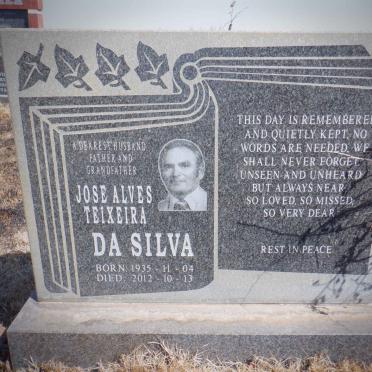 A DEAREST HUSBAND
FATHER AND
GRANDFATHER
JOSE ALVES
TEIXEIRA
DA SILVA
BORN: 1935 - 11 - 04
DIED: 2012 - 10 - 13
THIS DAY IS REMEMBERED
AND QUIETLY KEPT, NO
WORDS ARE NEEDED, WE
SHALL NEVER FORGET
UNSEEN AND UNHEARD
BUT ALWAYS NEAR
SO LOVED, SO MISSED,
SO VERY DEAR
REST IN PEACE